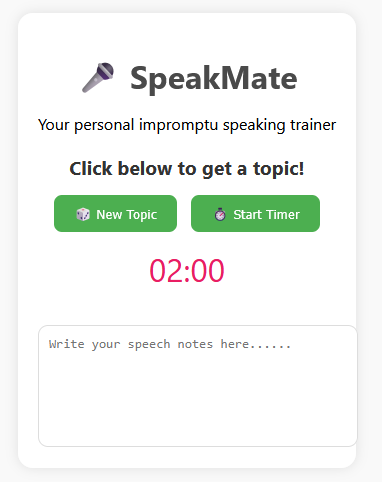 🎤 SpeakMate
Your personal impromptu speaking trainer
Click below to get a topic!
🎲 New Topic ⏱ Start Timer
02:00
Write your speech notes here......